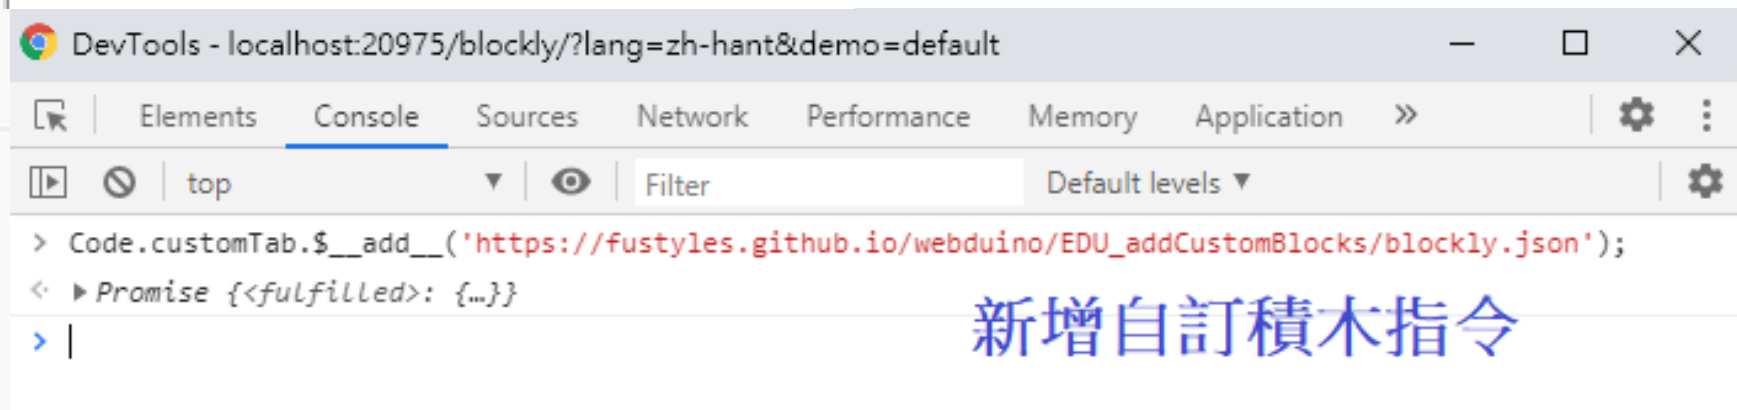 DevTools - localhost:20975/blockly/?lang=zh-hant&demo=default
Elements Console Sources Network Performance Memory Application »
top Filter Default levels ▼
> Code.customTab.$__add__('https://fustyles.github.io/webduino/EDU_addCustomBlocks/blockly.json');
Promise {<fulfilled>: {…}}
新增自訂積木指令